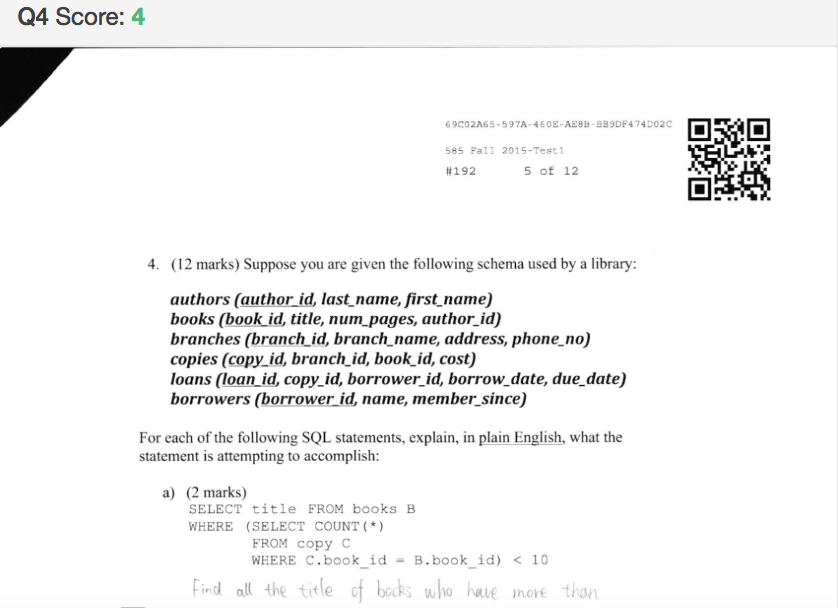 Q4 Score: 4
69C02A65-597A-460E-AE8B-BB9DF474D02C
585 Fall 2015-Test1
#192 5 of 12
4. (12 marks) Suppose you are given the following schema used by a library:
authors (author_id, last_name, first_name)
books (book_id, title, num_pages, author_id)
branches (branch_id, branch_name, address, phone_no)
copies (copy_id, branch_id, book_id, cost)
loans (loan_id, copy_id, borrower_id, borrow_date, due_date)
borrowers (borrower_id, name, member_since)
For each of the following SQL statements, explain, in plain English, what the
statement is attempting to accomplish:
a) (2 marks)
SELECT title FROM books B
WHERE (SELECT COUNT(*)
FROM copy C
WHERE C.book_id = B.book_id) < 10
Find all the title of books who have more than